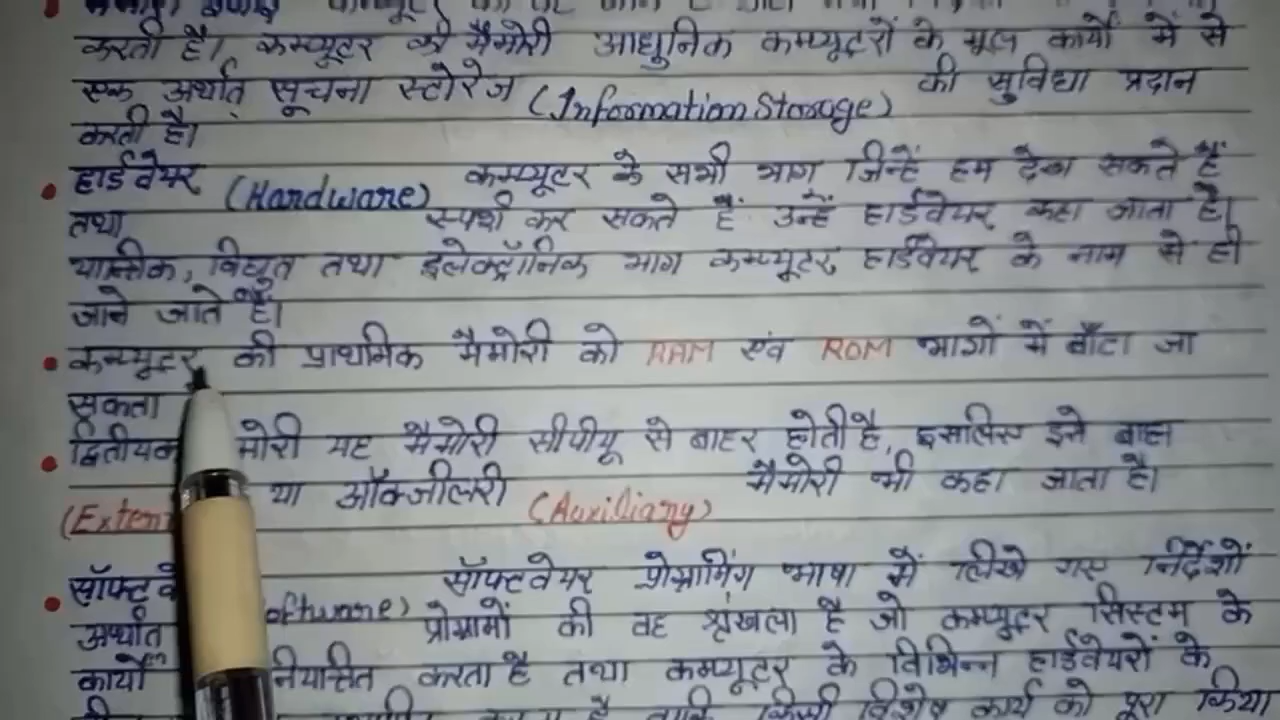 करती है। कम्प्यूटर की मैमोरी आधुनिक कम्प्यूटरों के मूल कार्यों में से
एक अर्थात् सूचना स्टोरेज (Information Storage) की सुविधा प्रदान
करती है।
• हार्डवेयर (Hardware) कम्प्यूटर के सभी भाग जिन्हें हम देख सकते हैं
तथा स्पर्श कर सकते हैं उन्हें हार्डवेयर कहा जाता है।
यान्त्रीक, विद्युत तथा इलेक्ट्रॉनिक भाग कम्प्यूटर हार्डवेयर के नाम से ही
जाने जाते हैं।
• कम्प्यूटर की प्राथमिक मैमोरी को RAM एवं ROM भागों में बाँटा जा
सकता
• द्वितीयक मोरी यह मैमोरी सीपीयू से बाहर होती है, इसलिए इसे बाह्य
या ऑक्जीलरी (Auxiliary) मैमोरी भी कहा जाता है।
(Extern
• सॉफ्टवे oftware) सॉफ्टवेयर प्रोग्रामिंग भाषा में लिखे गए निर्देशों
अर्थात प्रोग्रामों की वह श्रृंखला है जो कम्प्युटर सिस्टम के
कार्यों नियन्त्रित करता है तथा कम्प्यूटर के विभिन्न हार्डवेयरों के
किसी विशेष कार्य को पूरा किया